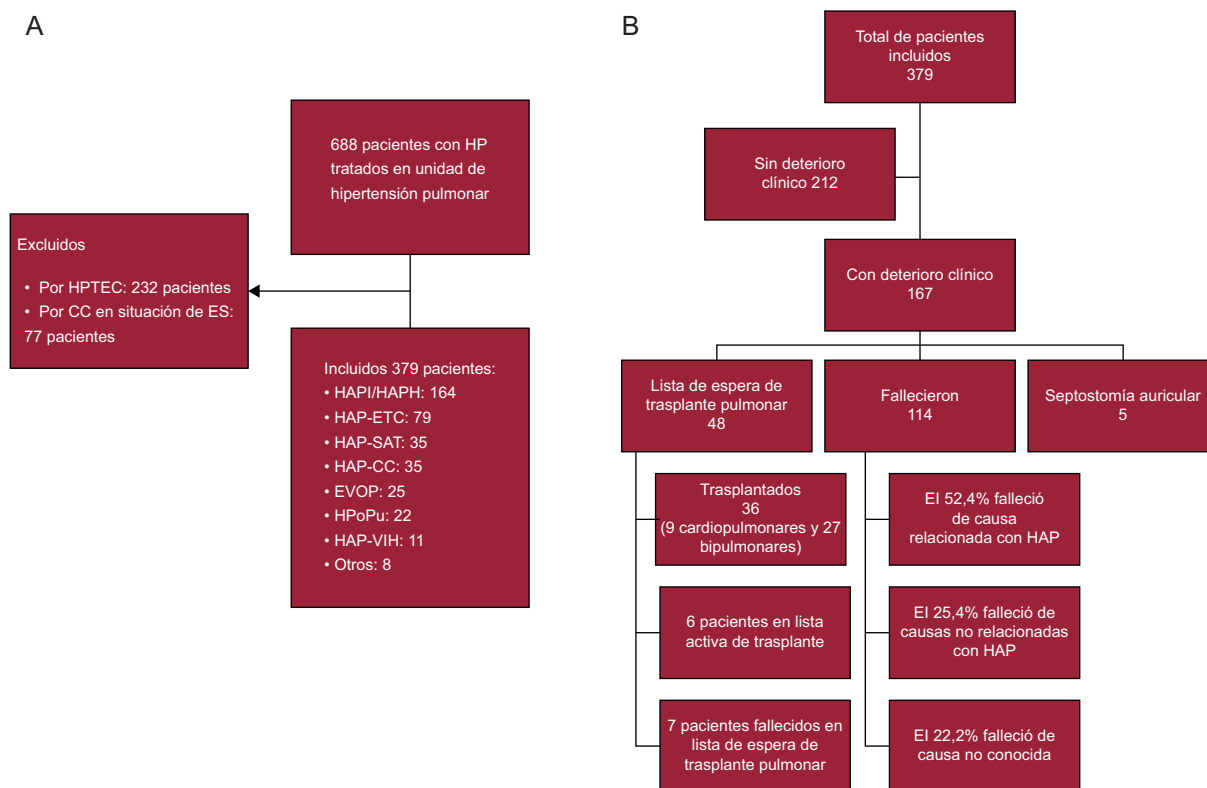 A
688 pacientes con HP
tratados en unidad de
hipertensión pulmonar
Excluidos
• Por HPTEC: 232 pacientes
• Por CC en situación de ES:
77 pacientes
Incluidos 379 pacientes:
• HAPI/HAPH: 164
• HAP-ETC: 79
• HAP-SAT: 35
• HAP-CC: 35
• EVOP: 25
• HPoPu: 22
• HAP-VIH: 11
• Otros: 8
B
Total de pacientes
incluidos
379
Sin deterioro
clínico 212
Con deterioro clínico
167
Lista de espera de
trasplante pulmonar
48
Fallecieron
114
Septostomía auricular
5
Trasplantados
36
(9 cardiopulmonares y 27
bipulmonares)
6 pacientes en lista
activa de trasplante
7 pacientes fallecidos en
lista de espera de
trasplante pulmonar
El 52,4% falleció
de causa
relacionada con HAP
El 25,4% falleció de
causas no relacionadas
con HAP
El 22,2% falleció de
causa no conocida